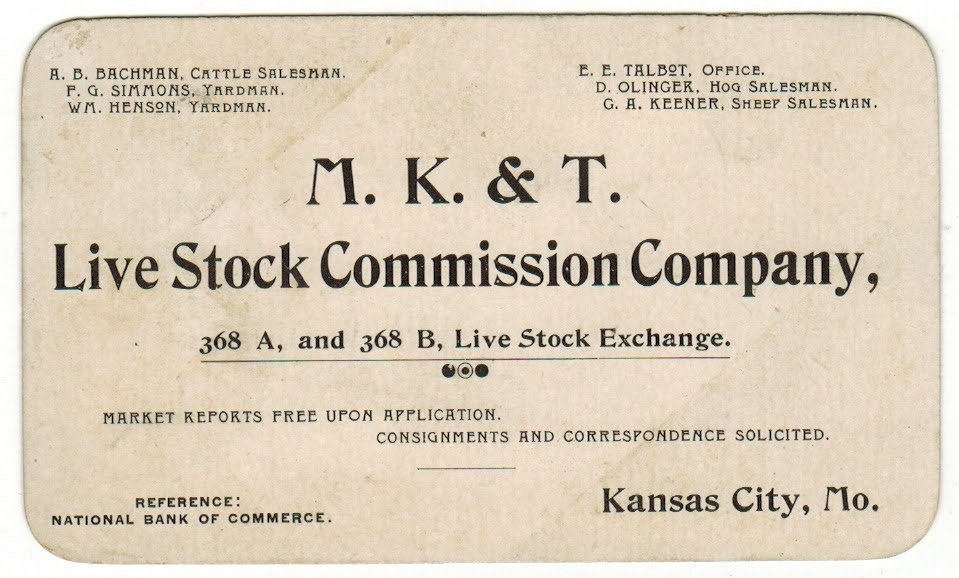 A. B. BACHMAN, CATTLE SALESMAN.
F. G. SIMMONS, YARDMAN.
WM. HENSON, YARDMAN.
E. E. TALBOT, OFFICE.
D. OLINGER, HOG SALESMAN.
G. A. KEENER, SHEEP SALESMAN.
M. K. & T.
Live Stock Commission Company,
368 A, and 368 B, Live Stock Exchange.
MARKET REPORTS FREE UPON APPLICATION.
CONSIGNMENTS AND CORRESPONDENCE SOLICITED.
REFERENCE:
NATIONAL BANK OF COMMERCE.
Kansas City, Mo.